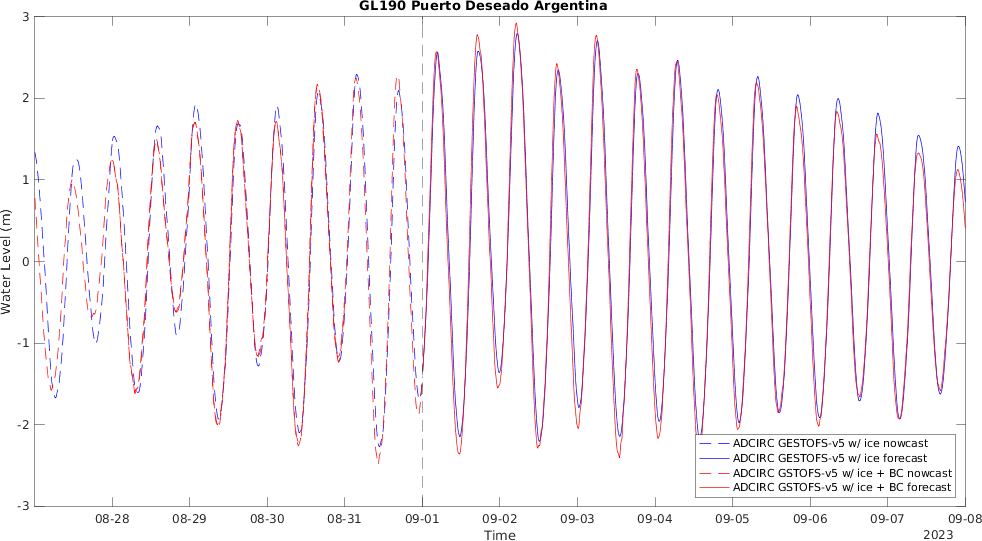 GL190 Puerto Deseado Argentina
3
2
1
0
-1
-2
-3
Water Level (m)
08-28 08-29 08-30 08-31 09-01 09-02 09-03 09-04 09-05 09-06 09-07 09-08
Time
2023
ADCIRC GESTOFS-v5 w/ ice nowcast
ADCIRC GESTOFS-v5 w/ ice forecast
ADCIRC GSTOFS-v5 w/ ice + BC nowcast
ADCIRC GSTOFS-v5 w/ ice + BC forecast